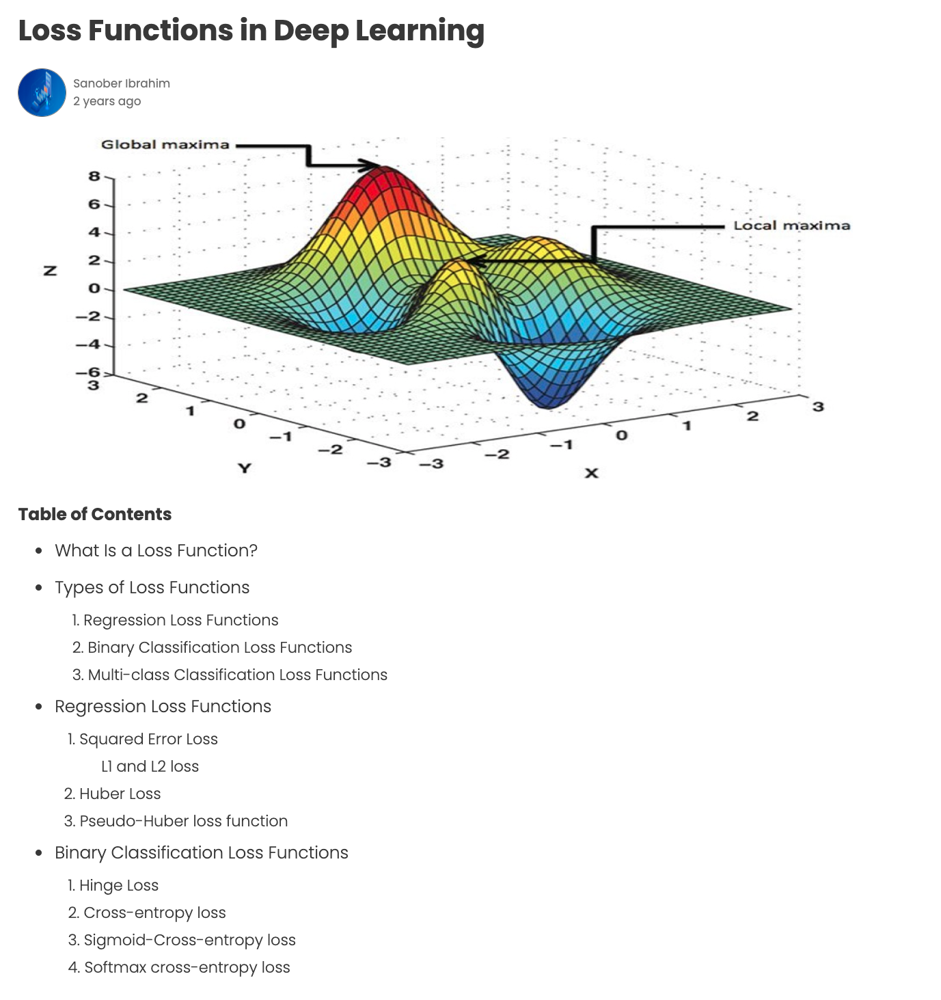 Loss Functions in Deep Learning
Sanober Ibrahim
2 years ago
Global maxima
8
6
4
2
0
−2
−4
−6
Z
Local maxima
3
2
1
0
−1
−2
−3
Y
−3
−2
−1
0
1
2
3
X
Table of Contents
• What Is a Loss Function?
• Types of Loss Functions
1. Regression Loss Functions
2. Binary Classification Loss Functions
3. Multi-class Classification Loss Functions
• Regression Loss Functions
1. Squared Error Loss
L1 and L2 loss
2. Huber Loss
3. Pseudo-Huber loss function
• Binary Classification Loss Functions
1. Hinge Loss
2. Cross-entropy loss
3. Sigmoid-Cross-entropy loss
4. Softmax cross-entropy loss